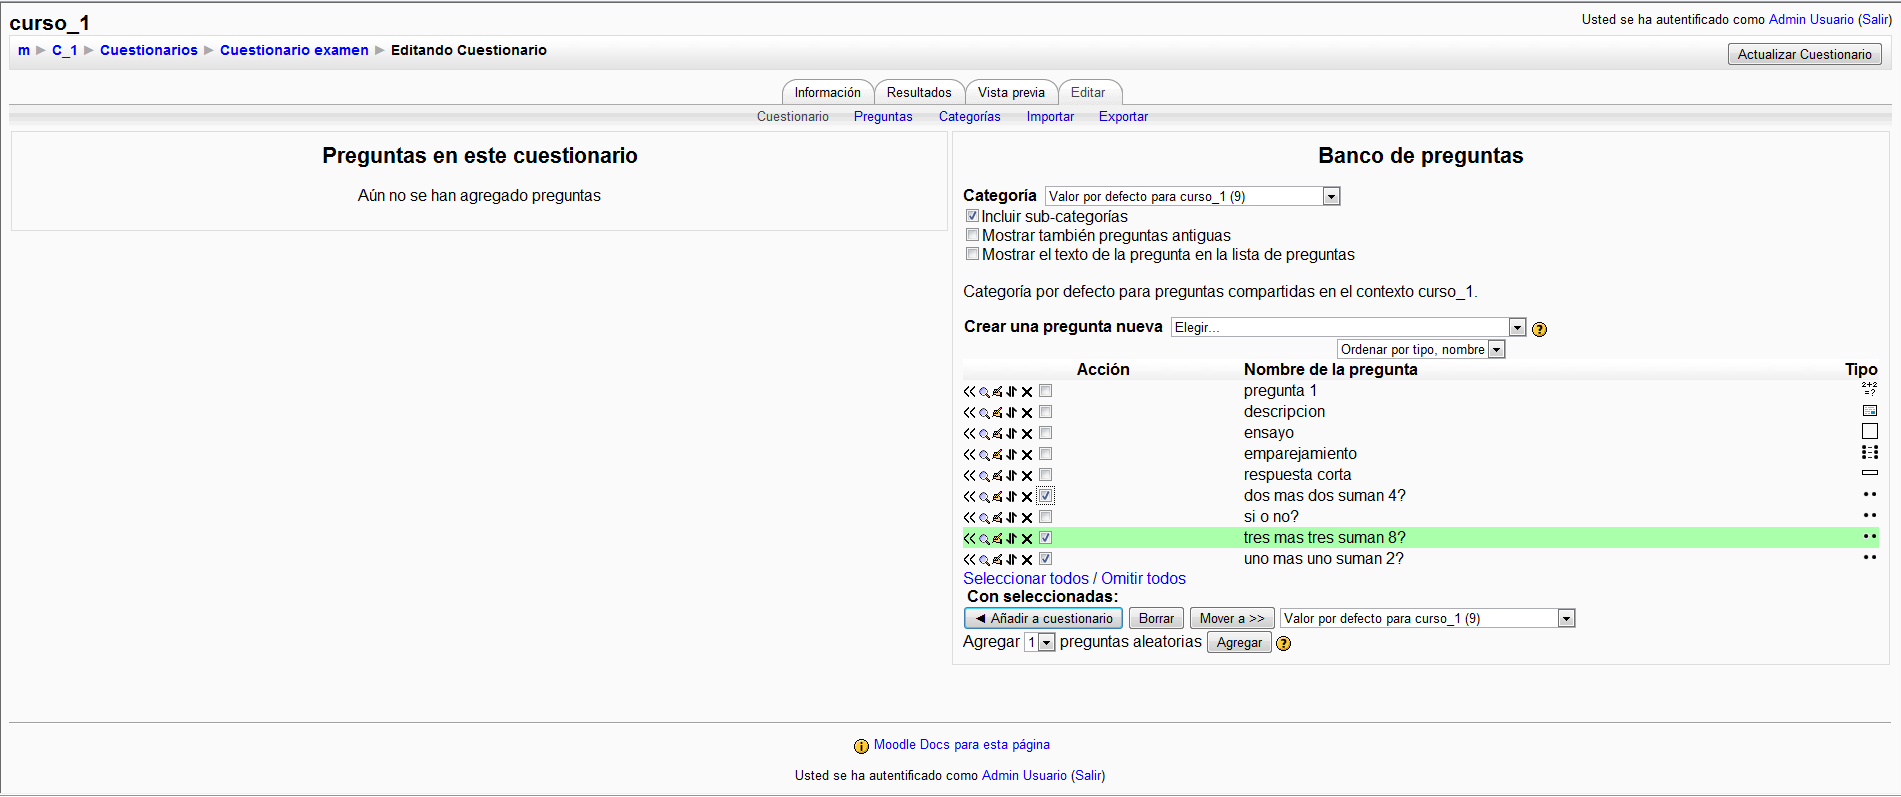 curso_1
Usted se ha autentificado como Admin Usuario (Salir)
m ► C_1 ► Cuestionarios ► Cuestionario examen ► Editando Cuestionario
Actualizar Cuestionario
Información Resultados Vista previa Editar
Cuestionario Preguntas Categorías Importar Exportar
Preguntas en este cuestionario
Aún no se han agregado preguntas
Banco de preguntas
Categoría Valor por defecto para curso_1 (9)
Incluir sub-categorías
Mostrar también preguntas antiguas
Mostrar el texto de la pregunta en la lista de preguntas
Categoría por defecto para preguntas compartidas en el contexto curso_1.
Crear una pregunta nueva Elegir...
Ordenar por tipo, nombre
Acción Nombre de la pregunta Tipo
pregunta 1 2+2=?
descripcion
ensayo
emparejamiento
respuesta corta
dos mas dos suman 4?
si o no?
tres mas tres suman 8?
uno mas uno suman 2?
Seleccionar todos / Omitir todos
Con seleccionadas:
◄ Añadir a cuestionario Borrar Mover a >> Valor por defecto para curso_1 (9)
Agregar 1 preguntas aleatorias Agregar
Moodle Docs para esta página
Usted se ha autentificado como Admin Usuario (Salir)